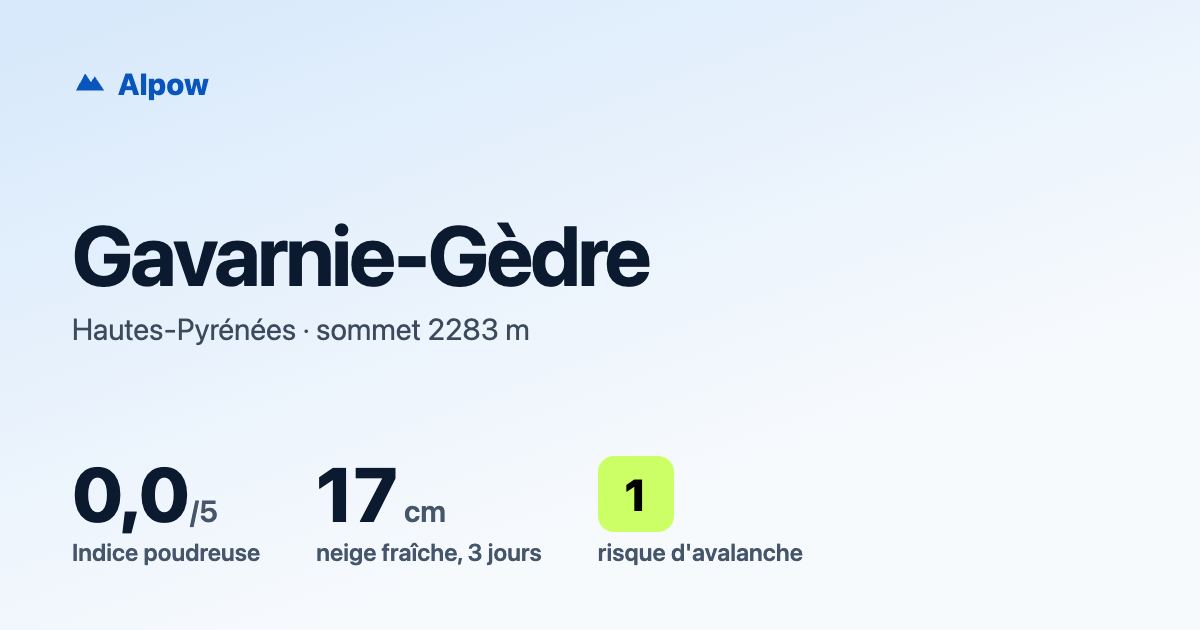 Alpow
Gavarnie-Gèdre
Hautes-Pyrénées · sommet 2283 m
0,0/5 17 cm 1
Indice poudreuse neige fraîche, 3 jours risque d'avalanche